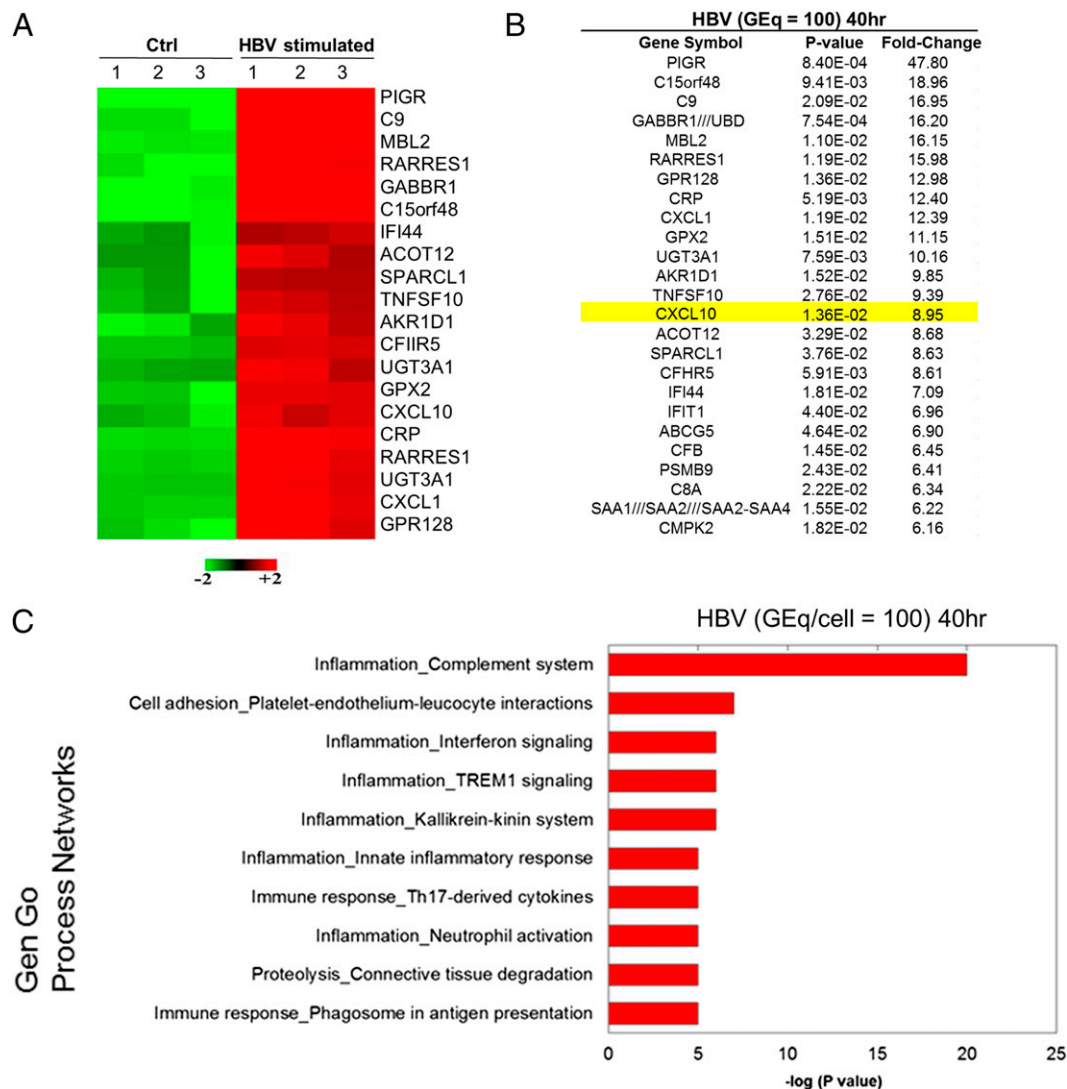 A
Ctrl HBV stimulated
1 2 3 1 2 3
PIGR
C9
MBL2
RARRES1
GABBR1
C15orf48
IFI44
ACOT12
SPARCL1
TNFSF10
AKR1D1
CFIIR5
UGT3A1
GPX2
CXCL10
CRP
RARRES1
UGT3A1
CXCL1
GPR128
-2 +2
B
HBV (GEq = 100) 40hr
Gene Symbol P-value Fold-Change
PIGR 8.40E-04 47.80
C15orf48 9.41E-03 18.96
C9 2.09E-02 16.95
GABBR1///UBD 7.54E-04 16.20
MBL2 1.10E-02 16.15
RARRES1 1.19E-02 15.98
GPR128 1.36E-02 12.98
CRP 5.19E-03 12.40
CXCL1 1.19E-02 12.39
GPX2 1.51E-02 11.15
UGT3A1 7.59E-03 10.16
AKR1D1 1.52E-02 9.85
TNFSF10 2.76E-02 9.39
CXCL10 1.36E-02 8.95
ACOT12 3.29E-02 8.68
SPARCL1 3.76E-02 8.63
CFHR5 5.91E-03 8.61
IFI44 1.81E-02 7.09
IFIT1 4.40E-02 6.96
ABCG5 4.64E-02 6.90
CFB 1.45E-02 6.45
PSMB9 2.43E-02 6.41
C8A 2.22E-02 6.34
SAA1///SAA2///SAA2-SAA4 1.55E-02 6.22
CMPK2 1.82E-02 6.16
C
HBV (GEq/cell = 100) 40hr
Gen Go
Process Networks
Inflammation_Complement system
Cell adhesion_Platelet-endothelium-leucocyte interactions
Inflammation_Interferon signaling
Inflammation_TREM1 signaling
Inflammation_Kallikrein-kinin system
Inflammation_Innate inflammatory response
Immune response_Th17-derived cytokines
Inflammation_Neutrophil activation
Proteolysis_Connective tissue degradation
Immune response_Phagosome in antigen presentation
0 5 10 15 20 25
-log (P value)